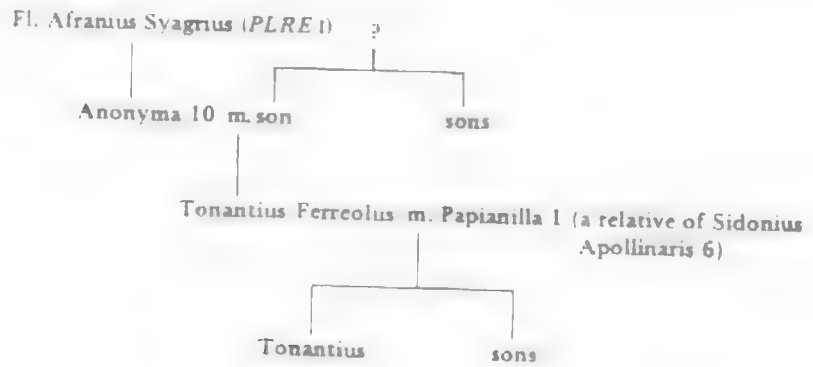 Fl. Afranius Syagrius (PLRE I) ?
Anonyma 10 m. son sons
Tonantius Ferreolus m. Papianilla 1 (a relative of Sidonius
Apollinaris 6)
Tonantius sons